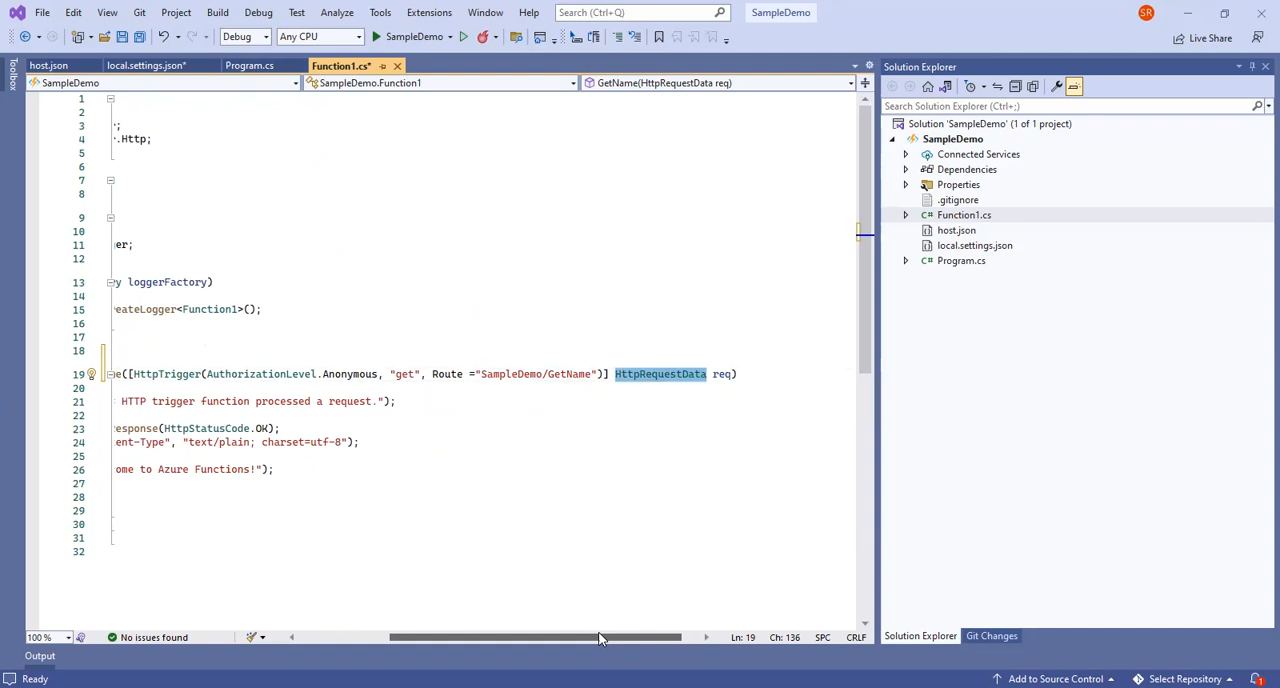 File Edit View Git Project Build Debug Test Analyze Tools Extensions Window Help Search (Ctrl+Q) SampleDemo SR
Debug Any CPU SampleDemo Live Share
Toolbox
host.json local.settings.json* Program.cs Function1.cs*
SampleDemo SampleDemo.Function1 GetName(HttpRequestData req)
1
2
3 ;
4 .Http;
5
6
7
8
9
10
11 er;
12
13 y loggerFactory)
14
15 reateLogger<Function1>();
16
17
18
19 e([HttpTrigger(AuthorizationLevel.Anonymous, "get", Route ="SampleDemo/GetName")] HttpRequestData req)
20
21 HTTP trigger function processed a request.");
22
23 esponse(HttpStatusCode.OK);
24 ent-Type", "text/plain; charset=utf-8");
25
26 ome to Azure Functions!");
27
28
29
30
31
32
100 % No issues found Ln: 19 Ch: 136 SPC CRLF
Output
Ready Add to Source Control Select Repository 1
Solution Explorer
Search Solution Explorer (Ctrl+;)
Solution 'SampleDemo' (1 of 1 project)
SampleDemo
Connected Services
Dependencies
Properties
.gitignore
C# Function1.cs
host.json
local.settings.json
C# Program.cs
Solution Explorer Git Changes